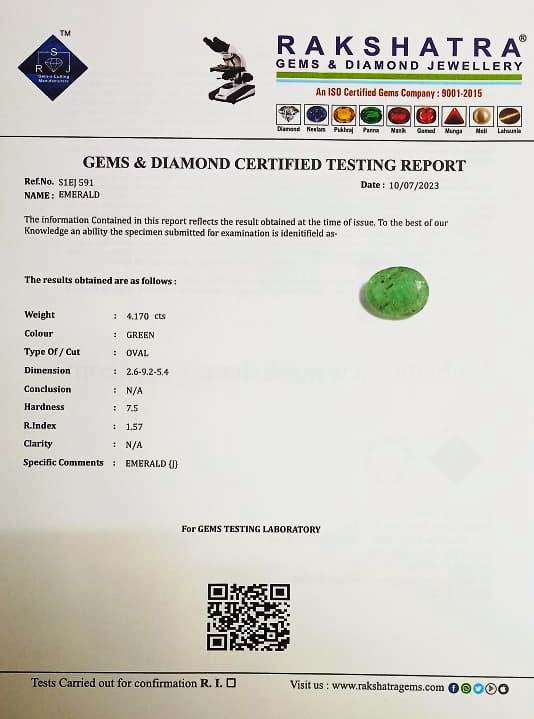 TM
S
R J
Gems & Cutting
Manufacturers
RAKSHATRA®
GEMS & DIAMOND JEWELLERY
An ISO Certified Gems Company : 9001-2015
Diamond Neelam Pukhraj Panna Manik Gomed Munga Moti Lahsunia
GEMS & DIAMOND CERTIFIED TESTING REPORT
Ref.No. S1EJ 591
Date : 10/07/2023
NAME : EMERALD
The information Contained in this report reflects the result obtained at the time of issue. To the best of our
Knowledge an ability the specimen submitted for examination is idenitifild as-
The results obtained are as follows :
Weight : 4.170 cts
Colour : GREEN
Type Of / Cut : OVAL
Dimension : 2.6-9.2-5.4
Conclusion : N/A
Hardness : 7.5
R.Index : 1.57
Clarity : N/A
Specific Comments : EMERALD {J}
For GEMS TESTING LABORATORY
Tests Carried out for confirmation R. I. ☐
Visit us : www.rakshatragems.com